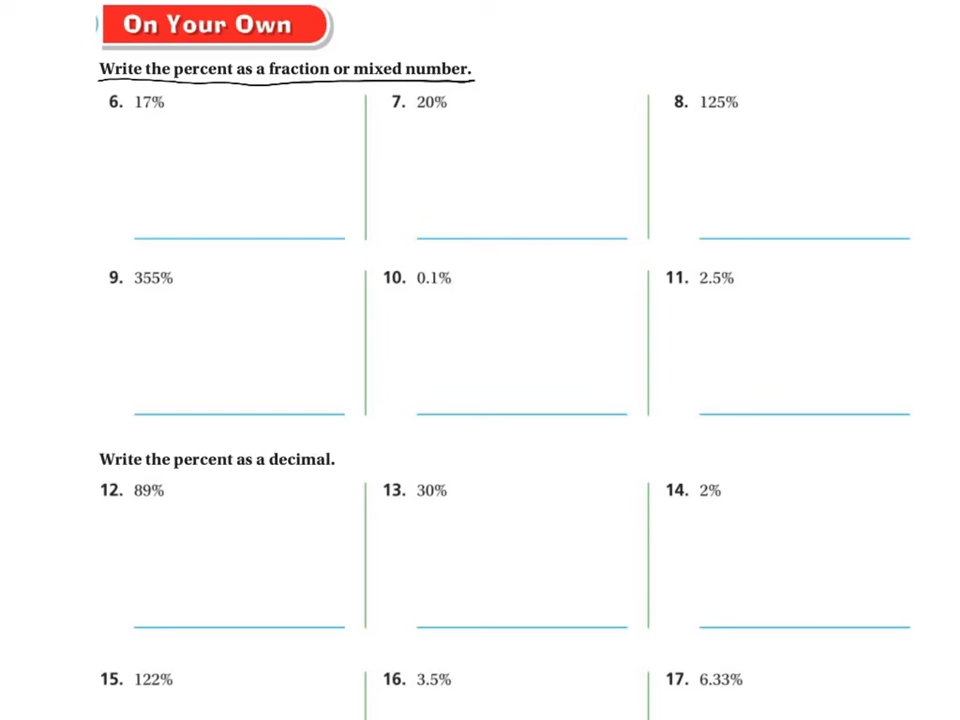 On Your Own
Write the percent as a fraction or mixed number.
6. 17% 7. 20% 8. 125%
9. 355% 10. 0.1% 11. 2.5%
Write the percent as a decimal.
12. 89% 13. 30% 14. 2%
15. 122% 16. 3.5% 17. 6.33%